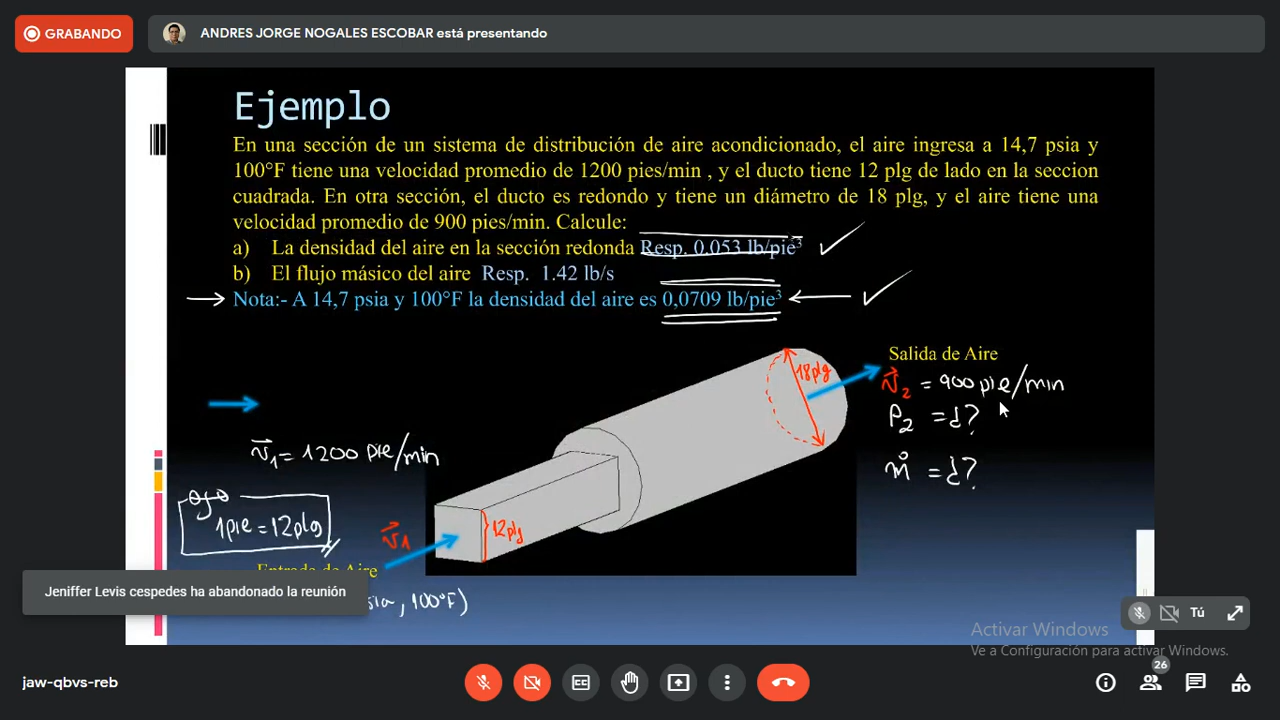 GRABANDO
ANDRES JORGE NOGALES ESCOBAR está presentando
Ejemplo
En una sección de un sistema de distribución de aire acondicionado, el aire ingresa a 14,7 psia y
100°F tiene una velocidad promedio de 1200 pies/min , y el ducto tiene 12 plg de lado en la seccion
cuadrada. En otra sección, el ducto es redondo y tiene un diámetro de 18 plg, y el aire tiene una
velocidad promedio de 900 pies/min. Calcule:
a) La densidad del aire en la sección redonda Resp. 0.053 lb/pie³
b) El flujo másico del aire Resp. 1.42 lb/s
Nota:- A 14,7 psia y 100°F la densidad del aire es 0,0709 lb/pie³
Salida de Aire
18plg
v⃗₂ = 900 pie/min
ρ₂ = ¿?
ṁ = ¿?
v⃗₁ = 1200 pie/min
Ojo
1pie = 12plg
v⃗1
12plg
Entrada de Aire
Jeniffer Levis cespedes ha abandonado la reunión
, 100°F)
Tú
Activar Windows
Ve a Configuración para activar Windows.
jaw-qbvs-reb
CC
26